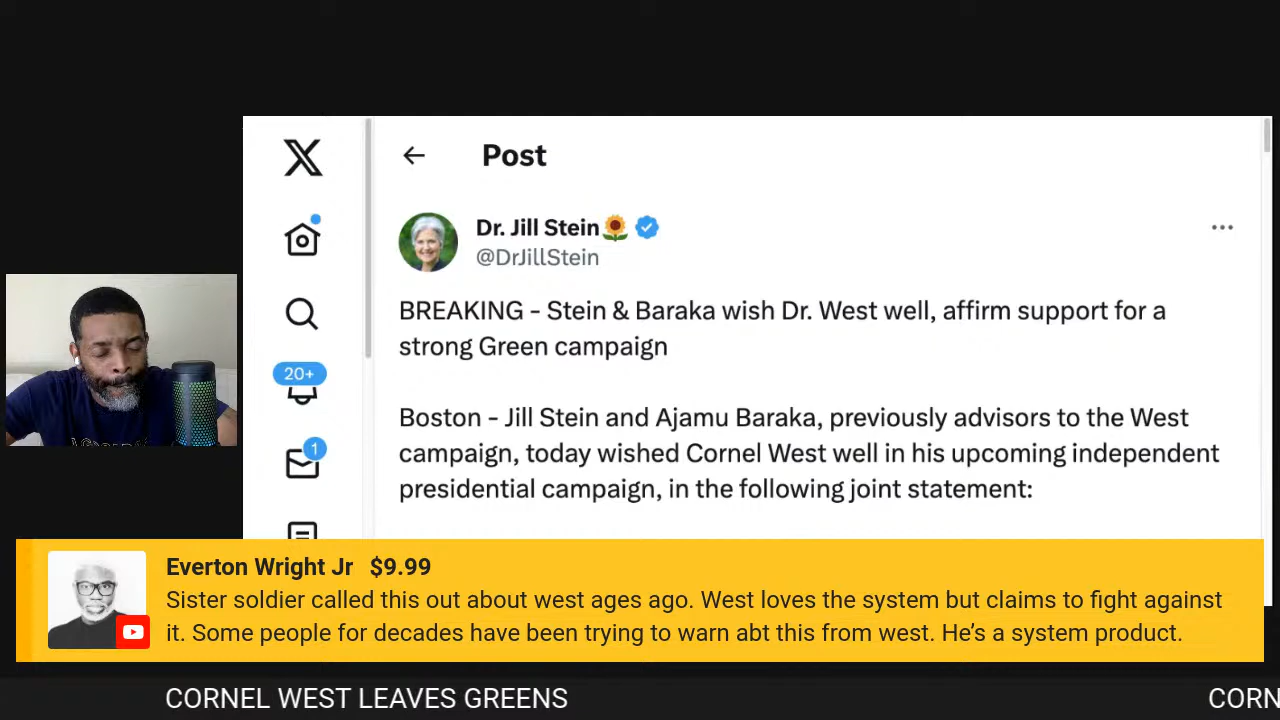 Post
Dr. Jill Stein🌻
@DrJillStein
BREAKING - Stein & Baraka wish Dr. West well, affirm support for a
strong Green campaign
20+
Boston - Jill Stein and Ajamu Baraka, previously advisors to the West
campaign, today wished Cornel West well in his upcoming independent
presidential campaign, in the following joint statement:
1
Everton Wright Jr $9.99
Sister soldier called this out about west ages ago. West loves the system but claims to fight against
it. Some people for decades have been trying to warn abt this from west. He's a system product.
CORNEL WEST LEAVES GREENS
CORN